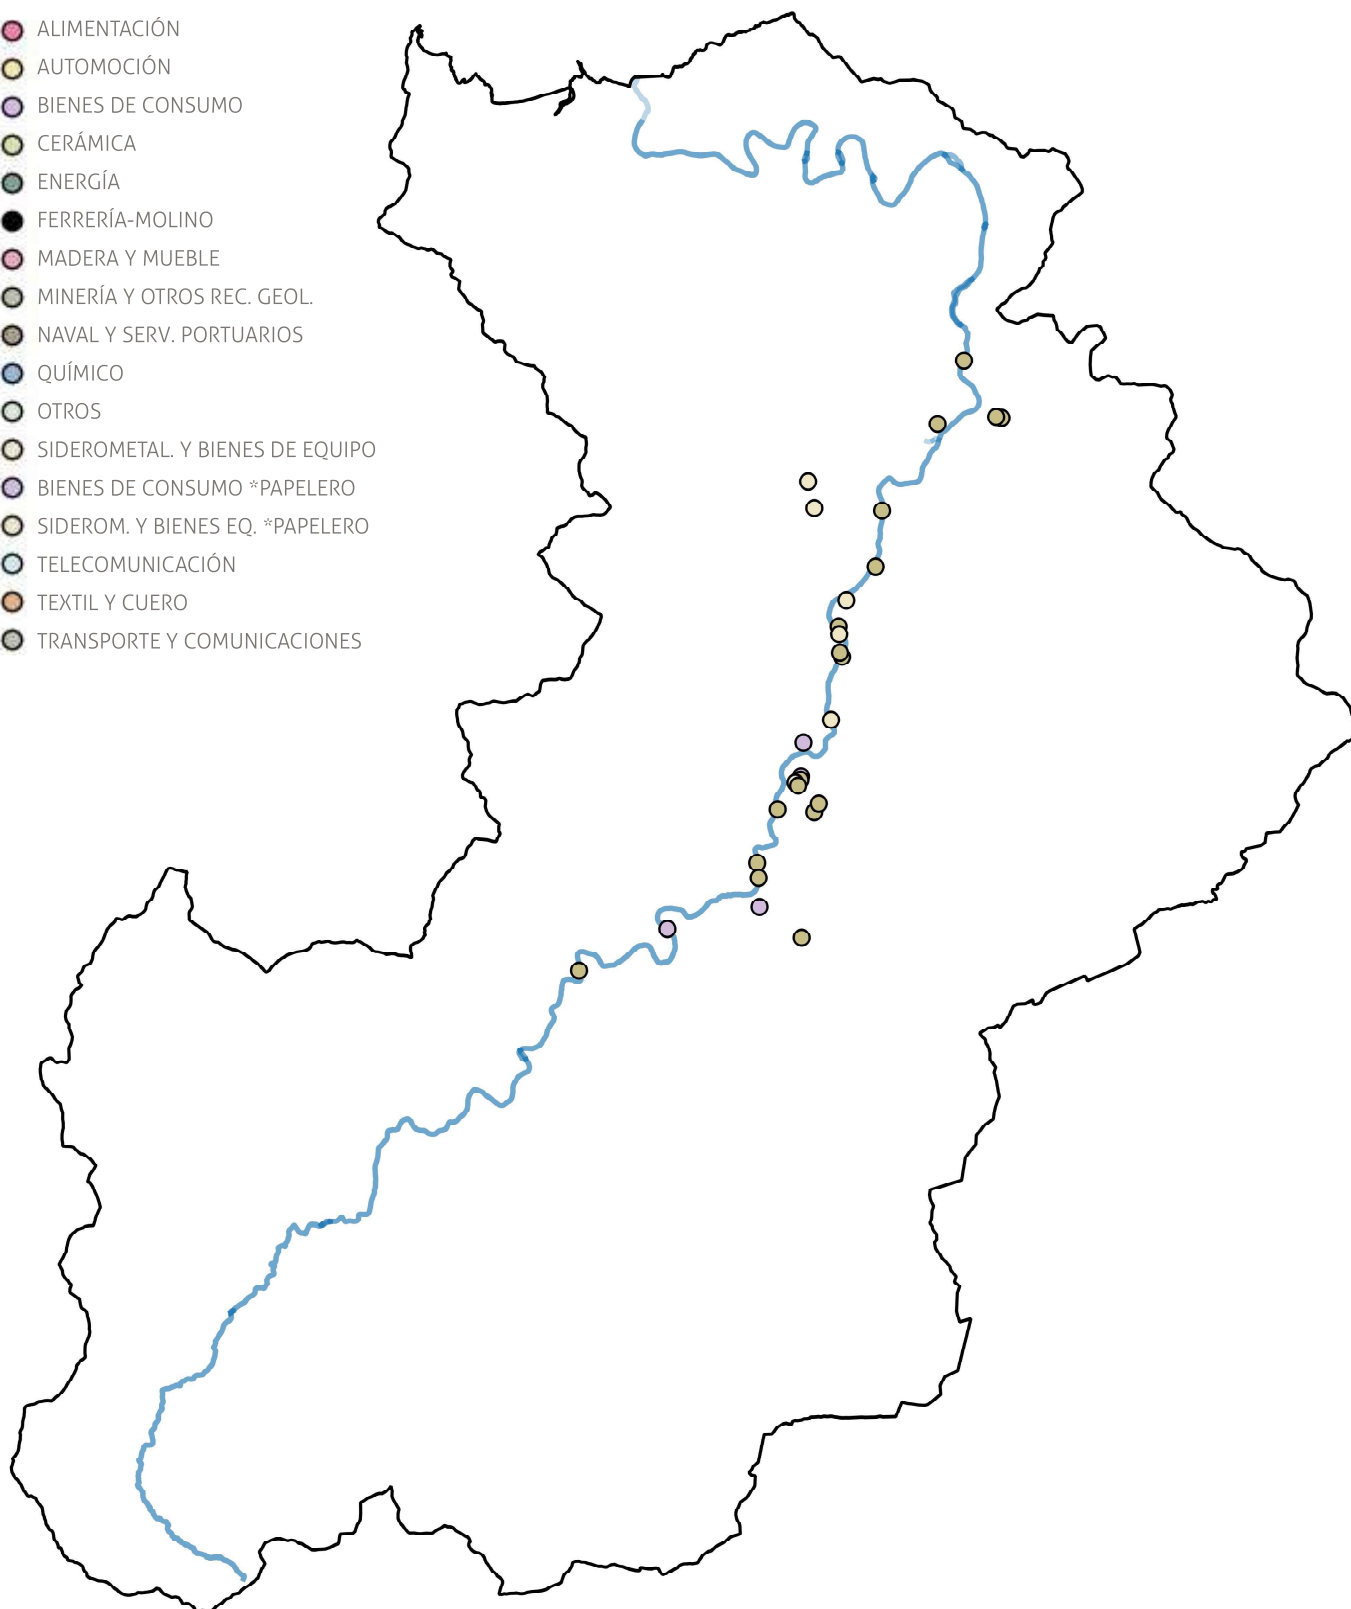 ALIMENTACIÓN
AUTOMOCIÓN
BIENES DE CONSUMO
CERÁMICA
ENERGÍA
FERRERÍA-MOLINO
MADERA Y MUEBLE
MINERÍA Y OTROS REC. GEOL.
NAVAL Y SERV. PORTUARIOS
QUÍMICO
OTROS
SIDEROMETAL. Y BIENES DE EQUIPO
BIENES DE CONSUMO *PAPELERO
SIDEROM. Y BIENES EQ. *PAPELERO
TELECOMUNICACIÓN
TEXTIL Y CUERO
TRANSPORTE Y COMUNICACIONES